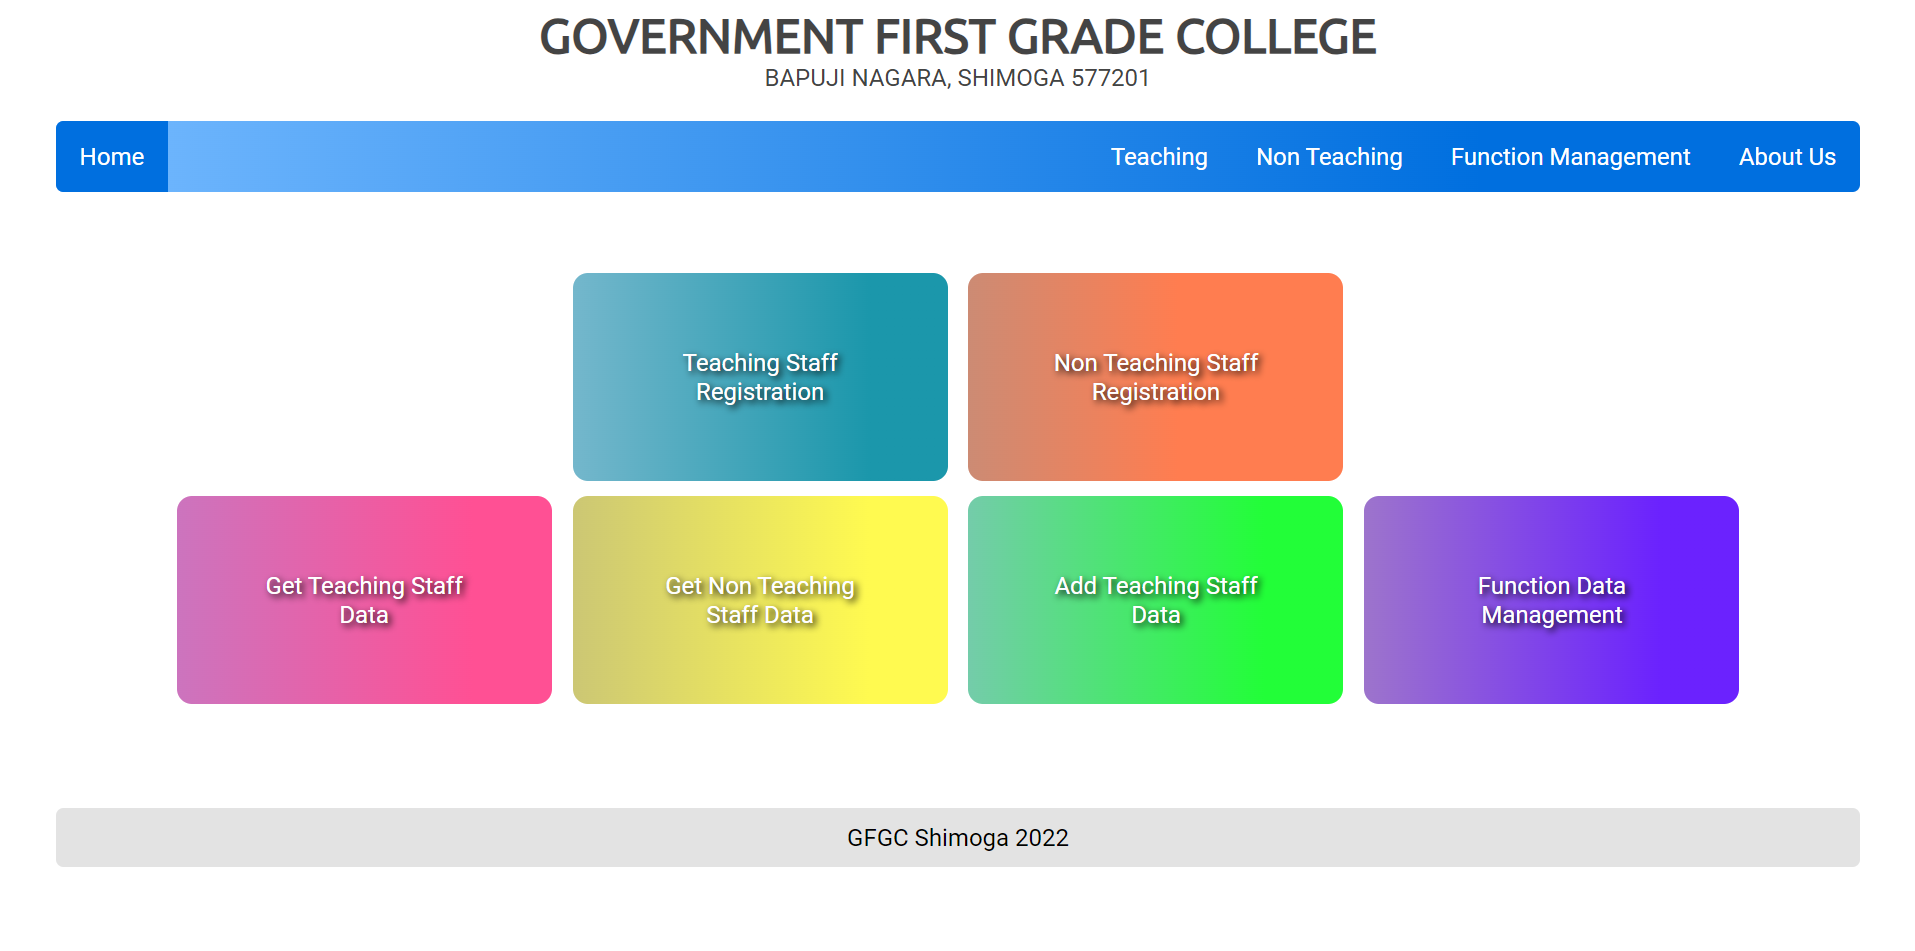 GOVERNMENT FIRST GRADE COLLEGE
BAPUJI NAGARA, SHIMOGA 577201
Home
Teaching
Non Teaching
Function Management
About Us
Teaching Staff
Registration
Non Teaching Staff
Registration
Get Teaching Staff
Data
Get Non Teaching
Staff Data
Add Teaching Staff
Data
Function Data
Management
GFGC Shimoga 2022